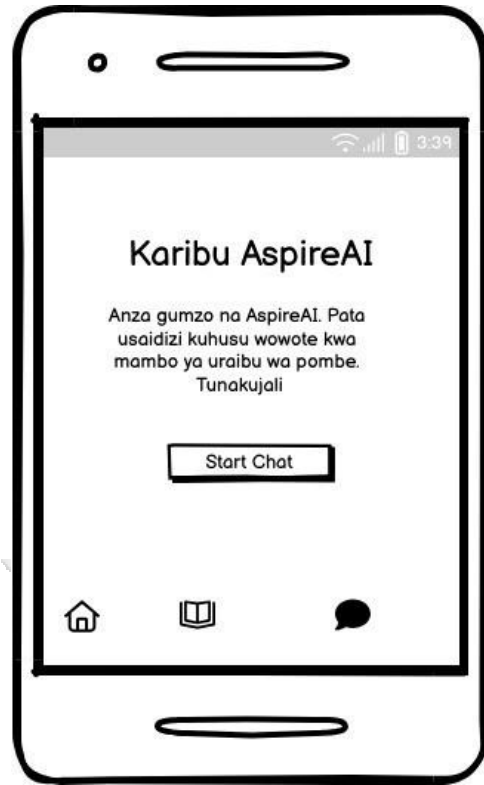 3:39
Karibu AspireAI
Anza gumzo na AspireAI. Pata
usaidizi kuhusu wowote kwa
mambo ya uraibu wa pombe.
Tunakujali
Start Chat